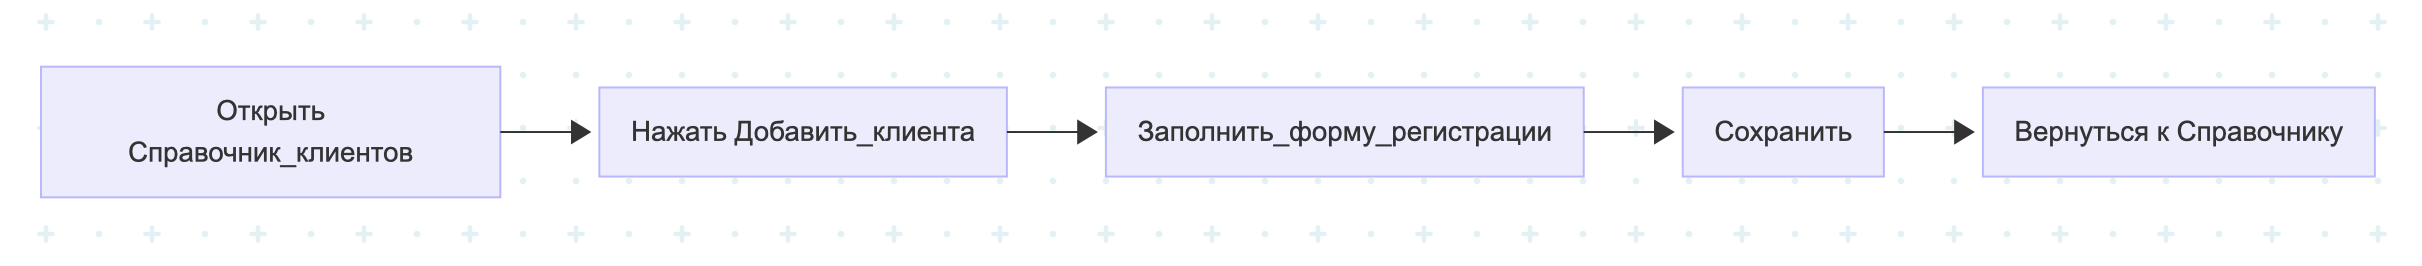 Открыть
Справочник_клиентов
Нажать Добавить_клиента
Заполнить_форму_регистрации
Сохранить
Вернуться к Справочнику